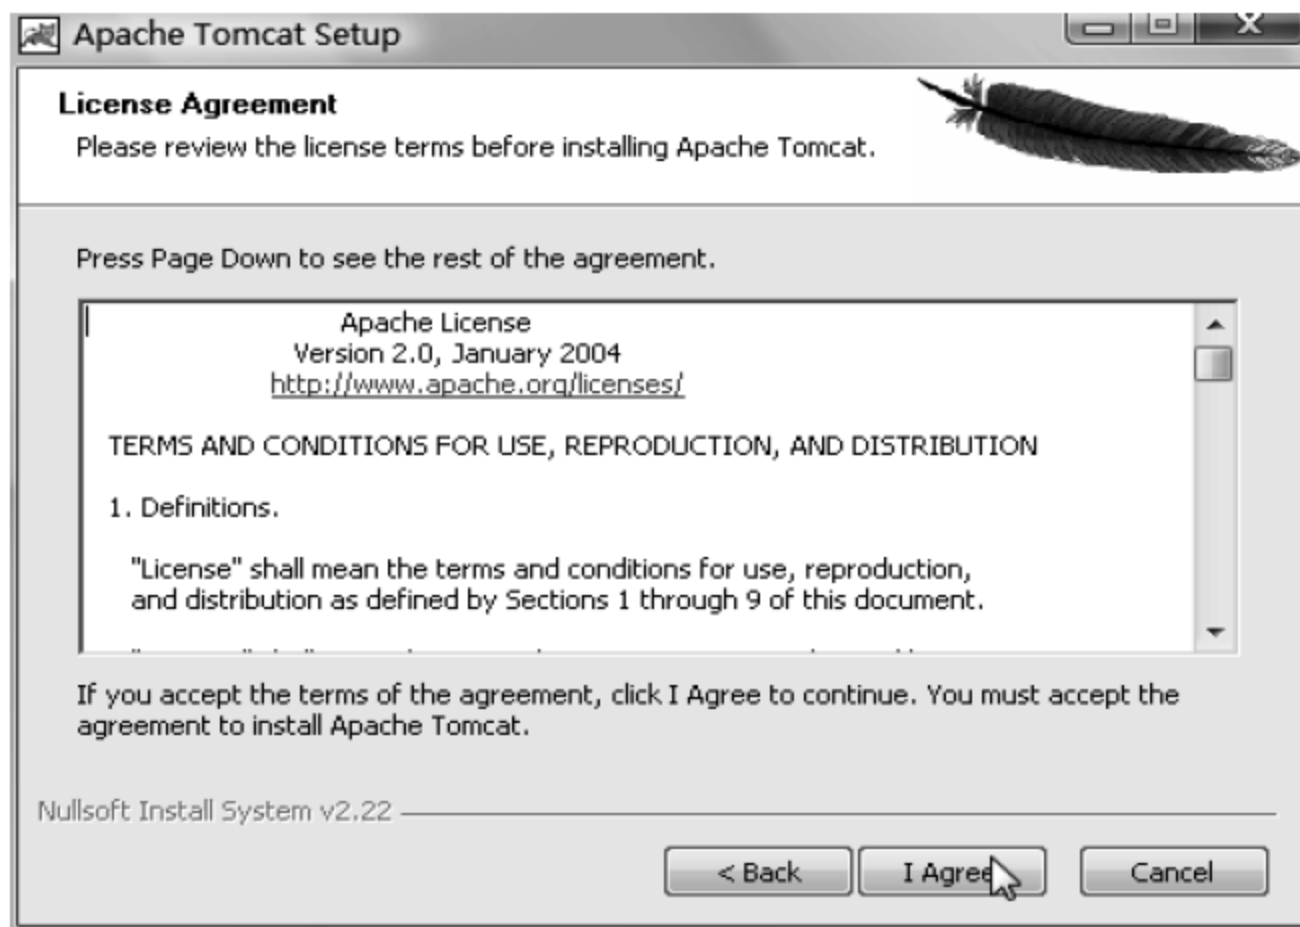 Apache Tomcat Setup
License Agreement
Please review the license terms before installing Apache Tomcat.
Press Page Down to see the rest of the agreement.
Apache License
Version 2.0, January 2004
http://www.apache.org/licenses/
TERMS AND CONDITIONS FOR USE, REPRODUCTION, AND DISTRIBUTION
1. Definitions.
"License" shall mean the terms and conditions for use, reproduction,
and distribution as defined by Sections 1 through 9 of this document.
If you accept the terms of the agreement, click I Agree to continue. You must accept the
agreement to install Apache Tomcat.
Nullsoft Install System v2.22
< Back
I Agree
Cancel